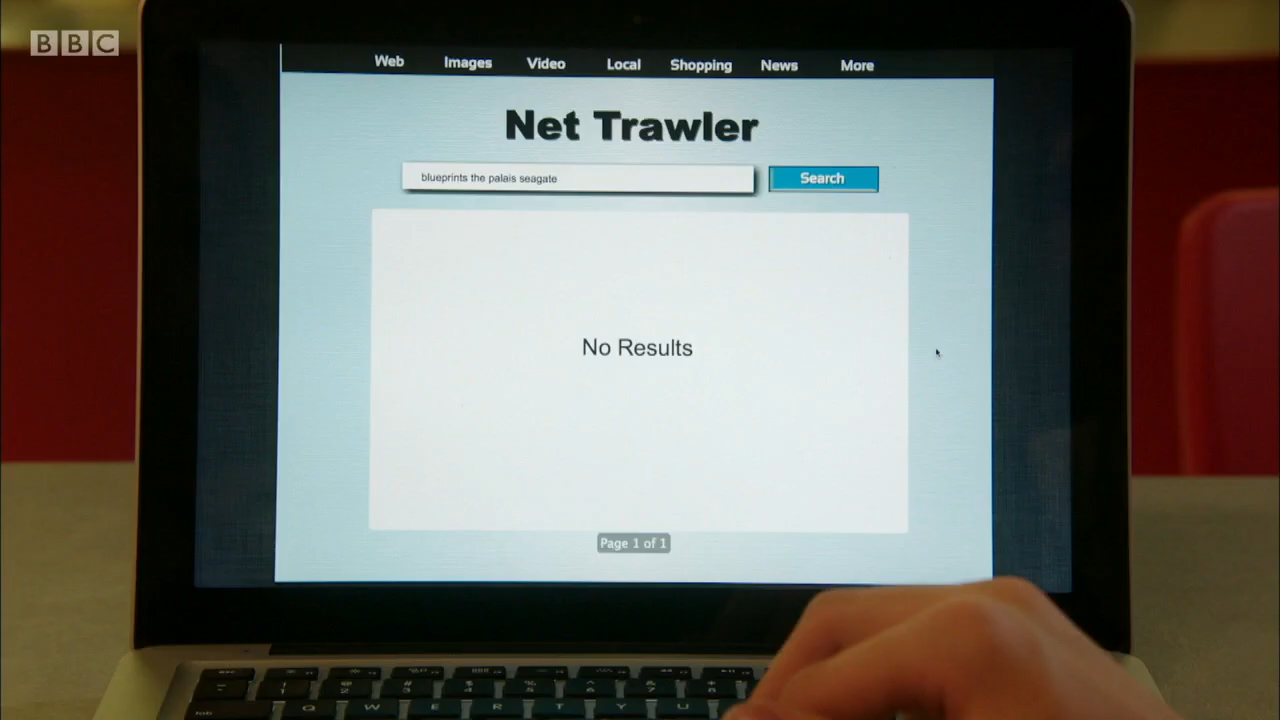 BBC
Web Images Video Local Shopping News More
Net Trawler
blueprints the palais seagate Search
No Results
Page 1 of 1
Q W E R T Y U